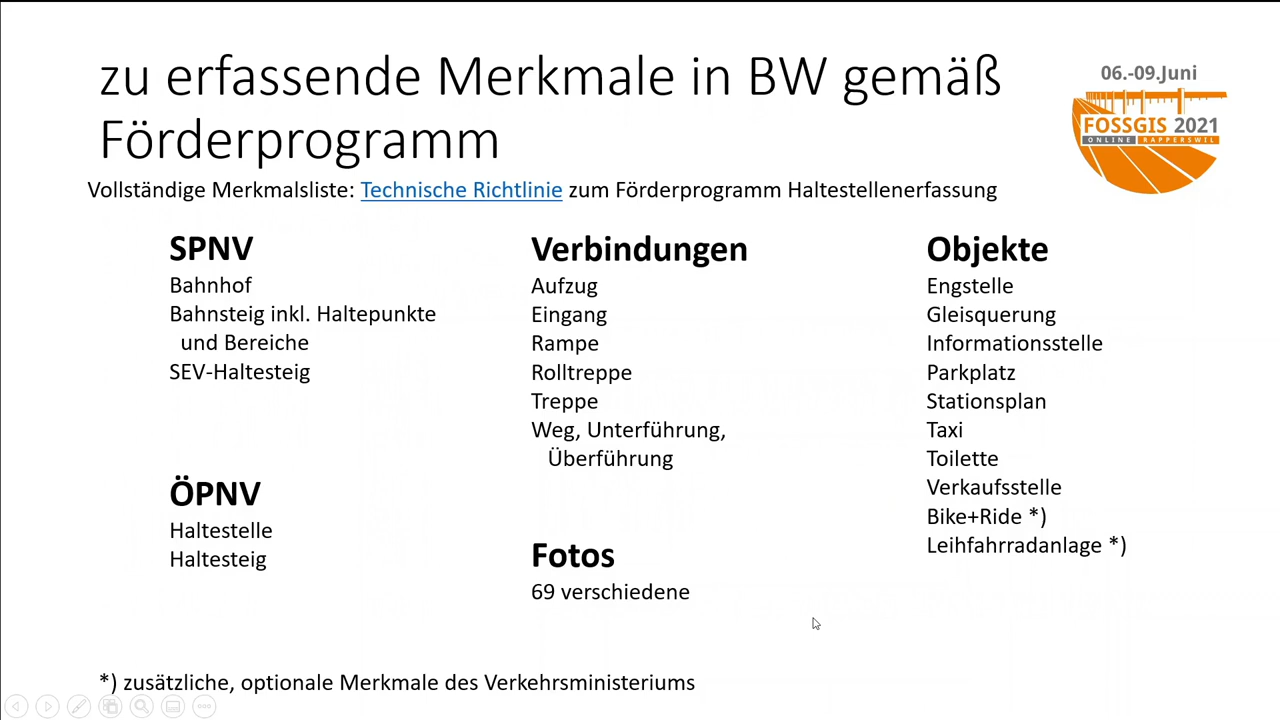 zu erfassende Merkmale in BW gemäß
Förderprogramm
06.-09.Juni
FOSSGIS 2021
ONLINE RAPPERSWIL
Vollständige Merkmalsliste: Technische Richtlinie zum Förderprogramm Haltestellenerfassung
SPNV
Bahnhof
Bahnsteig inkl. Haltepunkte
und Bereiche
SEV-Haltesteig
ÖPNV
Haltestelle
Haltesteig
Verbindungen
Aufzug
Eingang
Rampe
Rolltreppe
Treppe
Weg, Unterführung,
Überführung
Fotos
69 verschiedene
Objekte
Engstelle
Gleisquerung
Informationsstelle
Parkplatz
Stationsplan
Taxi
Toilette
Verkaufsstelle
Bike+Ride *)
Leihfahrradanlage *)
*) zusätzliche, optionale Merkmale des Verkehrsministeriums